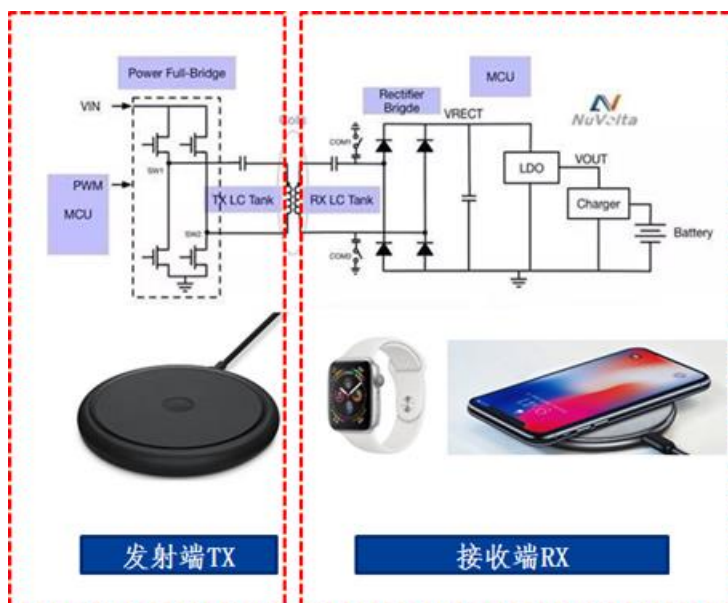 Power Full-Bridge
VIN
PWM
MCU
SW1
SW2
TX LC Tank
Coils
RX LC Tank
COM1
COM2
Rectifier
Brigde
VRECT
MCU
NuVolta
LDO
VOUT
Charger
Battery
发射端TX
接收端RX